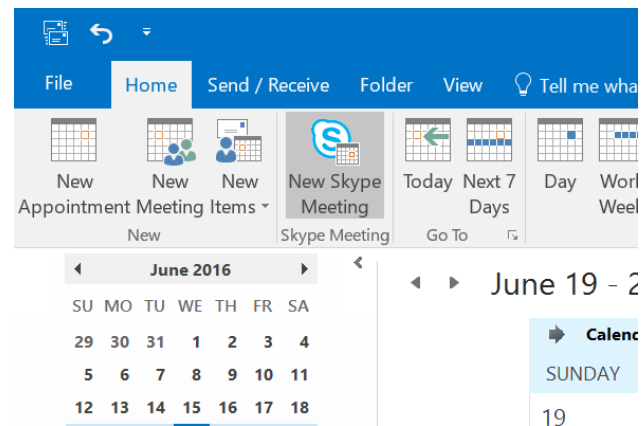 File Home Send / Receive Folder View Tell me wha
New Appointment New Meeting New Items New Skype Meeting Today Next 7 Days Day Work Week
New Skype Meeting Go To
June 2016
SU MO TU WE TH FR SA
29 30 31 1 2 3 4
5 6 7 8 9 10 11
12 13 14 15 16 17 18
June 19 - 2
Calend
SUNDAY
19